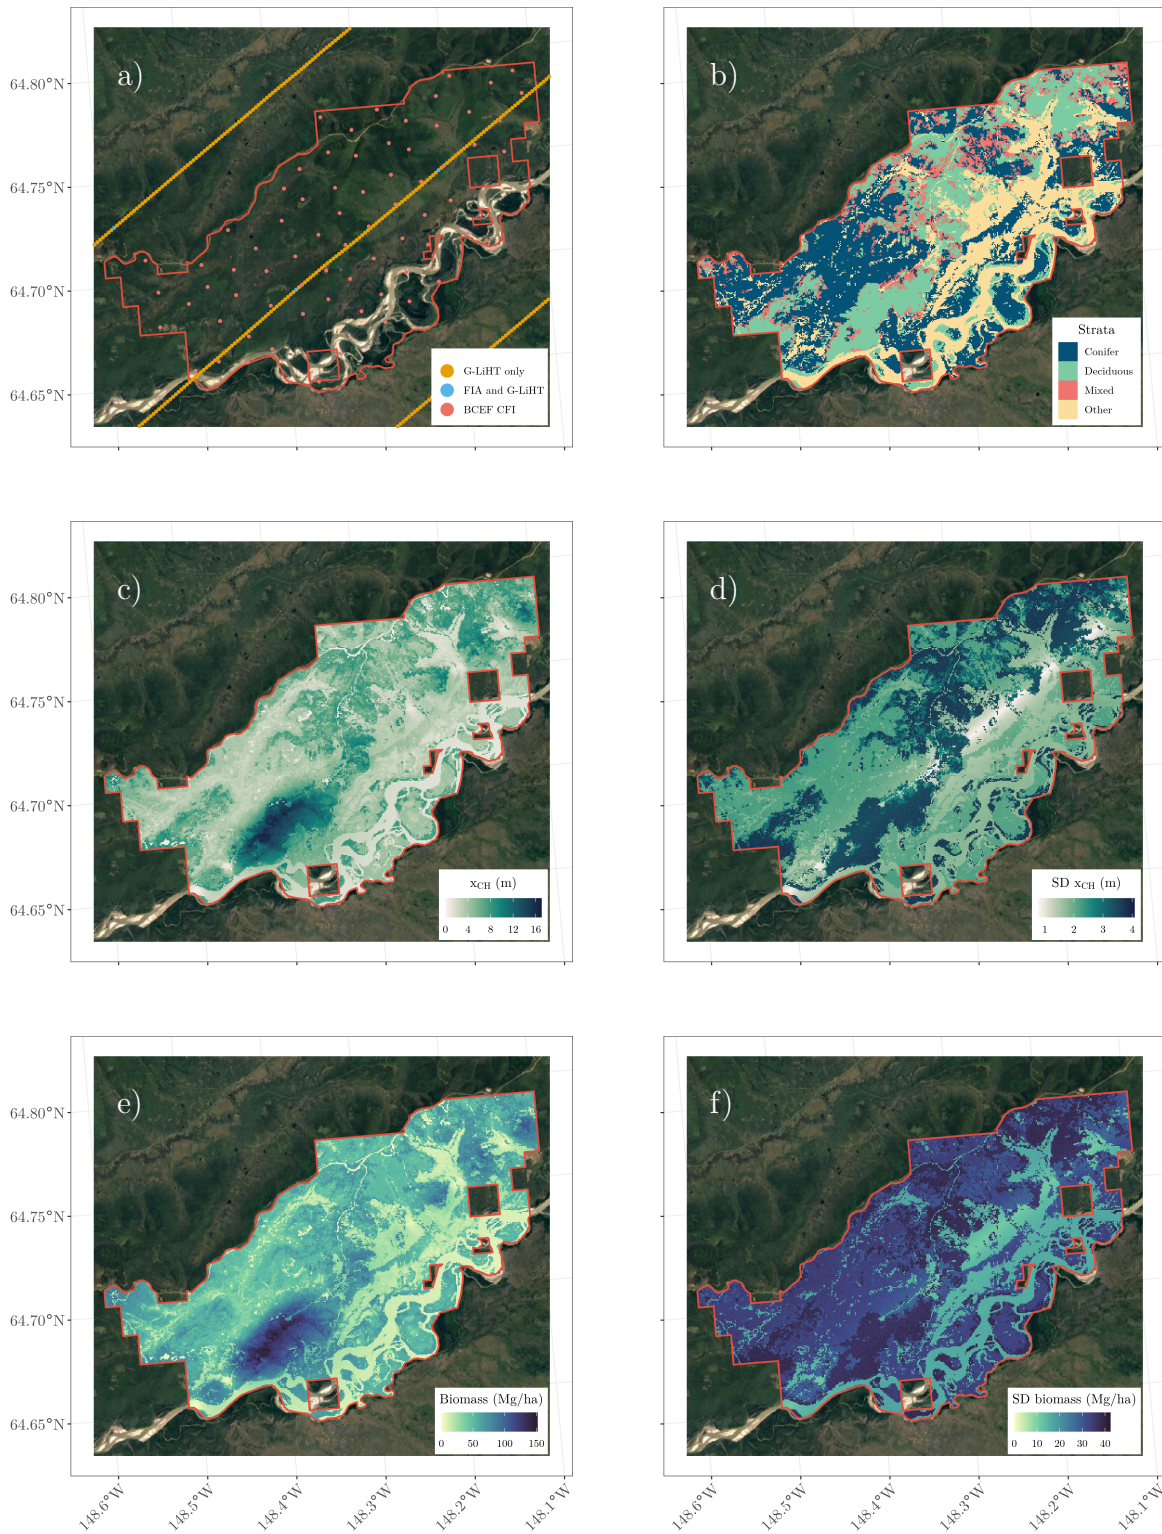 a)
b)
64.80°N
64.75°N
64.70°N
64.65°N
G-LiHT only
FIA and G-LiHT
BCEF CFI
Strata
Conifer
Deciduous
Mixed
Other
c)
d)
64.80°N
64.75°N
64.70°N
64.65°N
xCH (m)
0 4 8 12 16
SD xCH (m)
1 2 3 4
e)
f)
64.80°N
64.75°N
64.70°N
64.65°N
Biomass (Mg/ha)
0 50 100 150
SD biomass (Mg/ha)
0 10 20 30 40
148.6°W 148.5°W 148.4°W 148.3°W 148.2°W 148.1°W
148.6°W 148.5°W 148.4°W 148.3°W 148.2°W 148.1°W